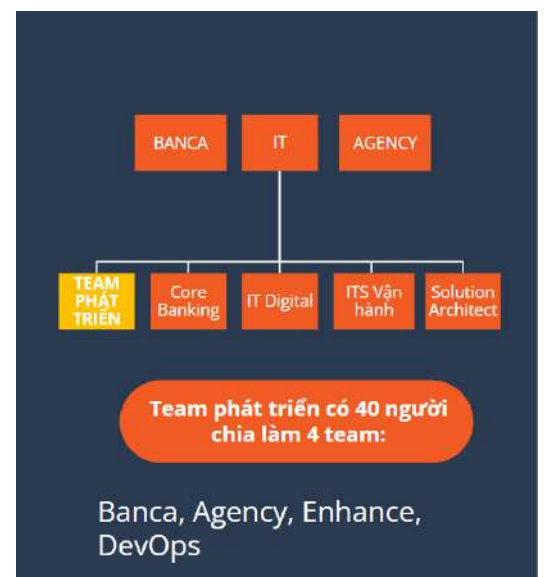 BANCA
IT
AGENCY
TEAM
PHÁT
TRIỂN
Core
Banking
IT Digital
ITS Vận
hành
Solution
Architect
Team phát triển có 40 người
chia làm 4 team:
Banca, Agency, Enhance,
DevOps